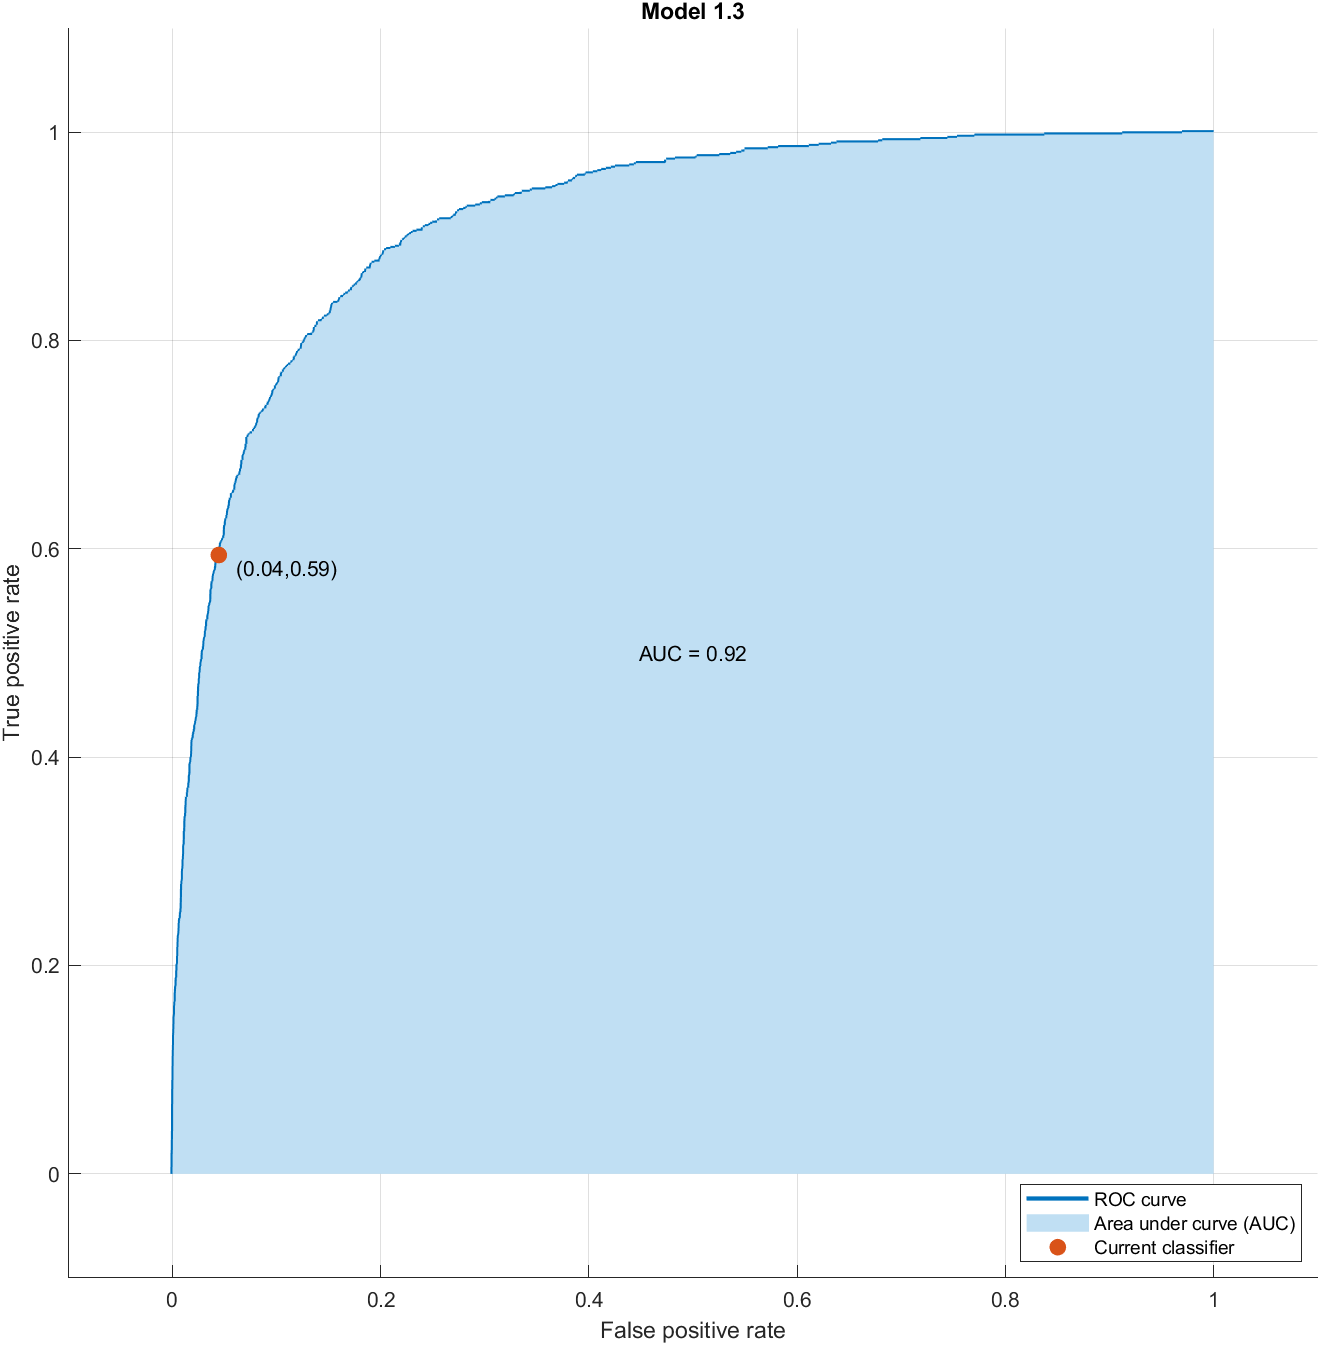 Model 1.3
1
0.8
0.6
0.4
0.2
0
True positive rate
(0.04,0.59)
AUC = 0.92
ROC curve
Area under curve (AUC)
Current classifier
0 0.2 0.4 0.6 0.8 1
False positive rate